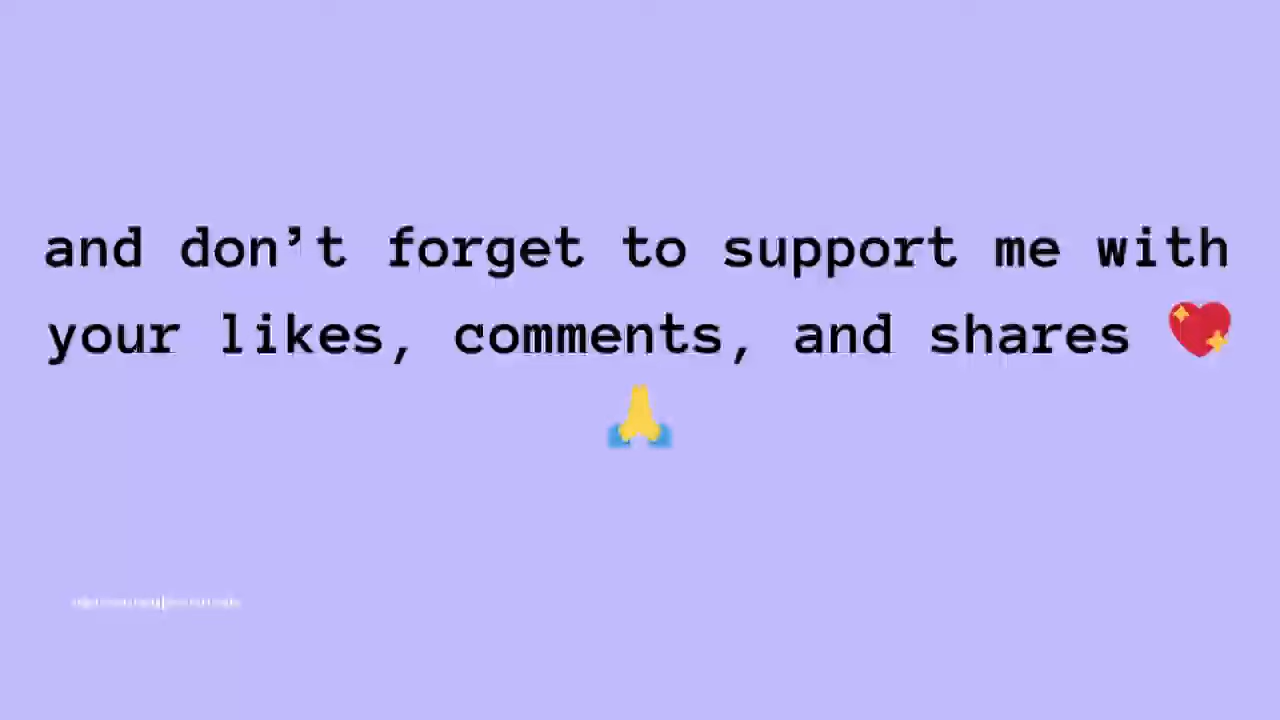 and don’t forget to support me with
your likes, comments, and shares 💖
🙏